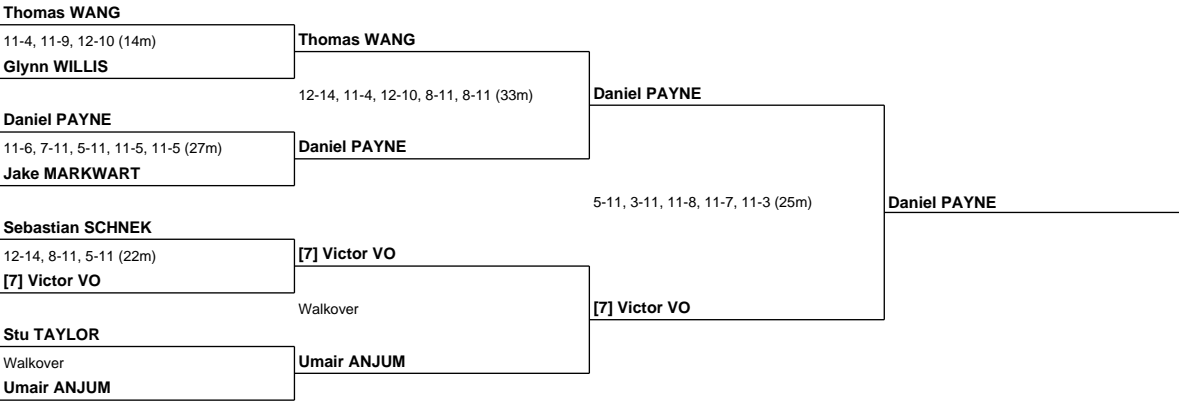 Thomas WANG
11-4, 11-9, 12-10 (14m)
Glynn WILLIS
Daniel PAYNE
11-6, 7-11, 5-11, 11-5, 11-5 (27m)
Jake MARKWART
Sebastian SCHNEK
12-14, 8-11, 5-11 (22m)
[7] Victor VO
Stu TAYLOR
Walkover
Umair ANJUM
Thomas WANG
12-14, 11-4, 12-10, 8-11, 8-11 (33m)
Daniel PAYNE
[7] Victor VO
Walkover
Umair ANJUM
Daniel PAYNE
5-11, 3-11, 11-8, 11-7, 11-3 (25m)
[7] Victor VO
Daniel PAYNE